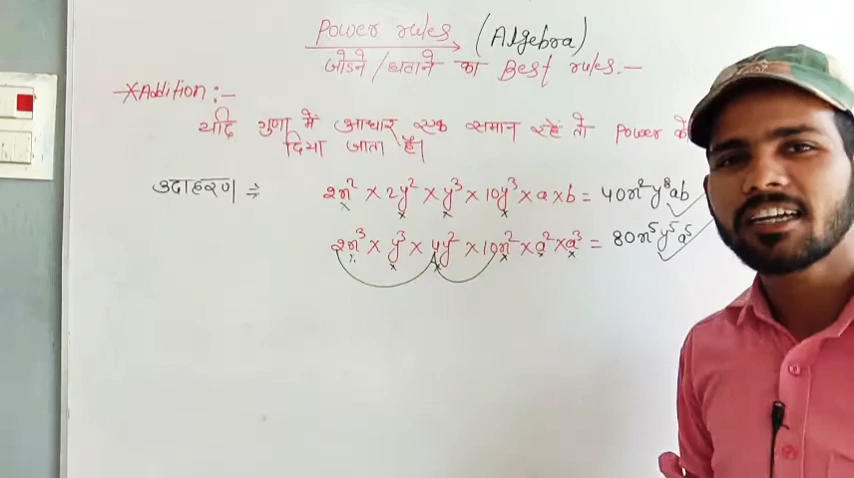 Power rules (Algebra)
जोडने/घटाने का Best rules.—
*Addition:-
यदि गुणा में आधार एक समान रहें तो Power को
दिया जाता है।
उदाहरण ⇒ 2x² × 2y² × y³ × 10y³ × a × b = 40x²y⁸ab
2x³ × y³ × 4y² × 10x² × a² × a³ = 80x⁵y⁵a⁵